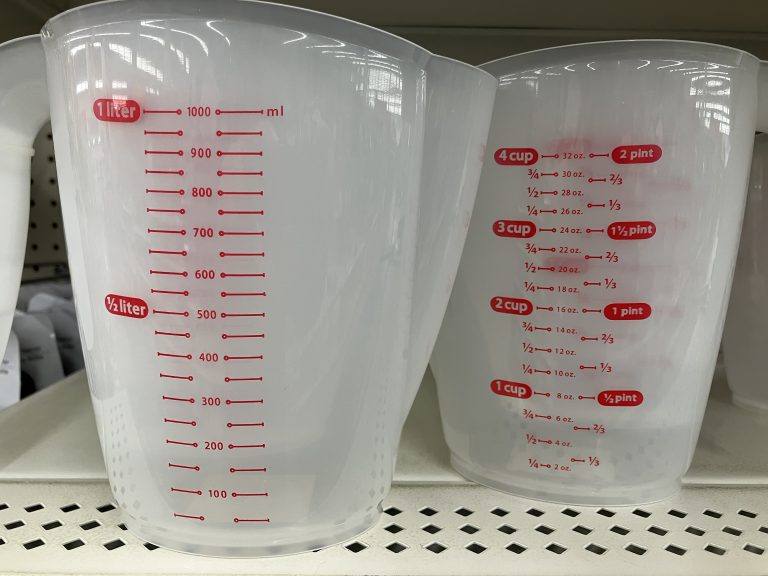 1 liter 1000 ml
900
800
700
600
½ liter 500
400
300
200
100
4 cup 32 oz. 2 pint
¾ 30 oz. ⅔
½ 28 oz.
¼ 26 oz. ⅓
3 cup 24 oz. 1½ pint
¾ 22 oz. ⅔
½ 20 oz.
¼ 18 oz. ⅓
2 cup 16 oz. 1 pint
¾ 14 oz. ⅔
½ 12 oz.
¼ 10 oz. ⅓
1 cup 8 oz. ½ pint
¾ 6 oz. ⅔
½ 4 oz.
¼ 2 oz. ⅓